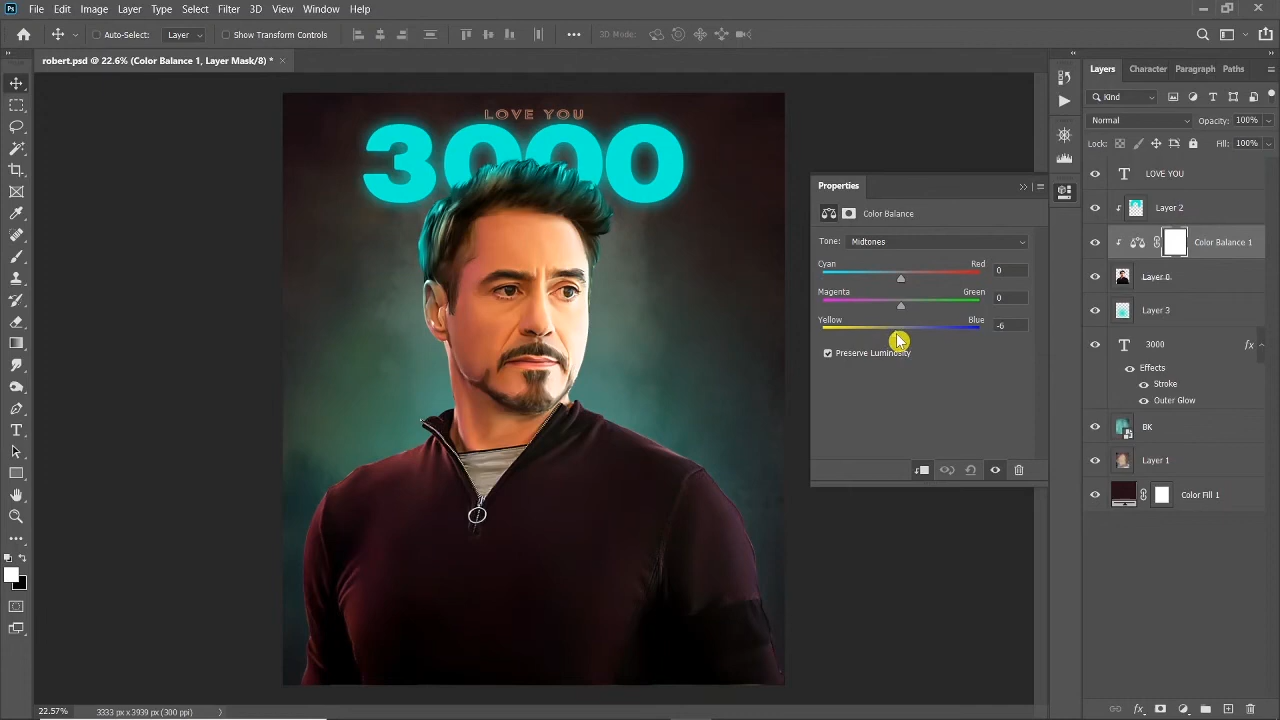 Ps File Edit Image Layer Type Select Filter 3D View Window Help
Auto-Select: Layer Show Transform Controls 3D Mode:
robert.psd @ 22.6% (Color Balance 1, Layer Mask/8) *
Layers Character Paragraph Paths
Kind
Normal Opacity: 100%
Lock: Fill: 100%
LOVE YOU
3000
Properties
Color Balance
Tone: Midtones
Cyan Red 0
Magenta Green 0
Yellow Blue -6
Preserve Luminosity
LOVE YOU
Layer 2
Color Balance 1
Layer 0
Layer 3
3000 fx
Effects
Stroke
Outer Glow
BK
Layer 1
Color Fill 1
22.57% 3333 px x 3939 px (300 ppi)
fx